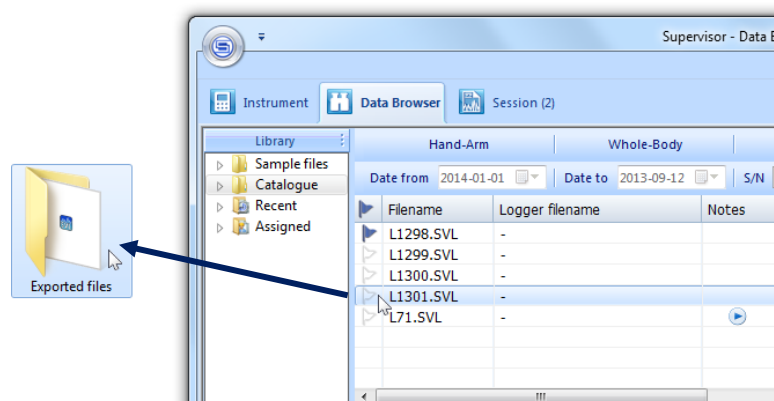 Supervisor - Data
Instrument Data Browser Session (2)
Library Hand-Arm Whole-Body
Sample files
Catalogue
Recent
Assigned
Date from 2014-01-01 Date to 2013-09-12 S/N
Filename Logger filename Notes
L1298.SVL -
L1299.SVL -
L1300.SVL -
L1301.SVL -
L71.SVL -
Exported files